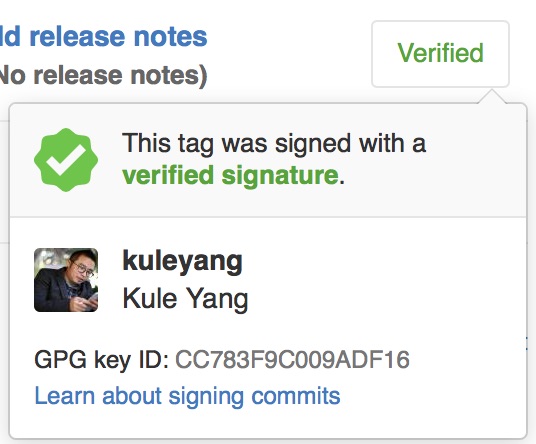 d release notes
No release notes)
Verified
This tag was signed with a
verified signature.
kuleyang
Kule Yang
GPG key ID: CC783F9C009ADF16
Learn about signing commits